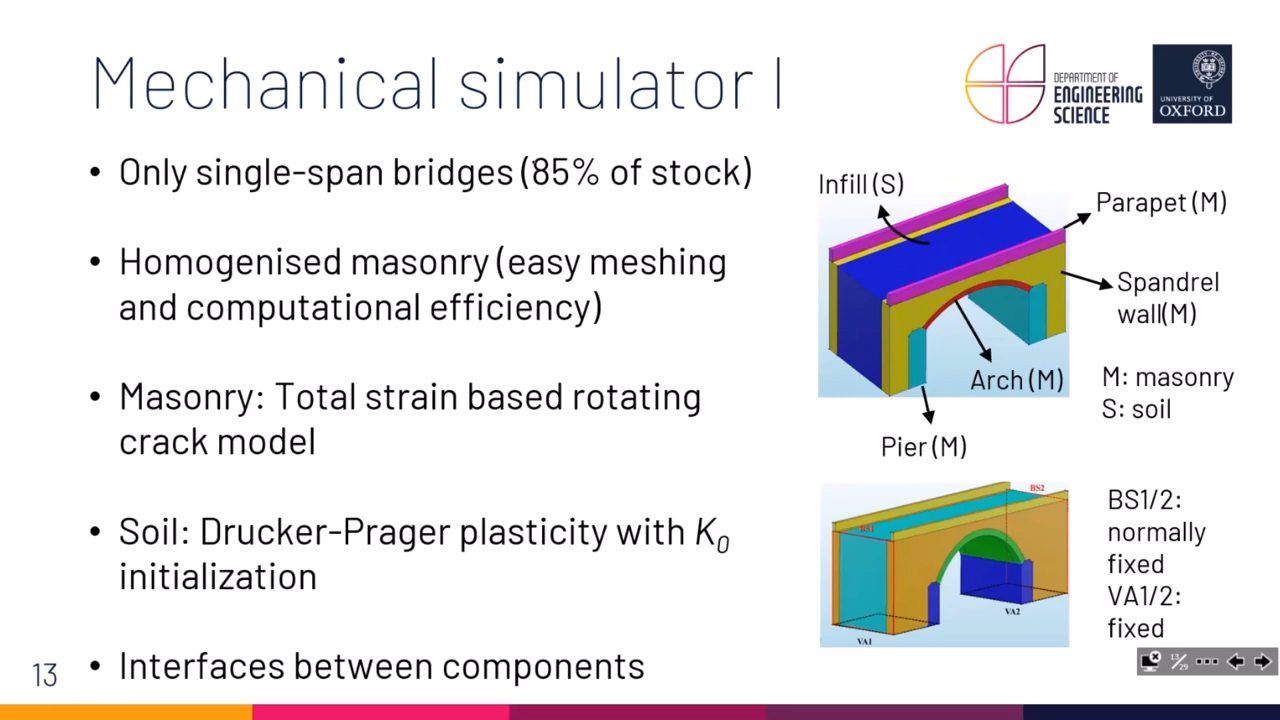 Mechanical simulator I
DEPARTMENT OF
ENGINEERING
SCIENCE
UNIVERSITY OF
OXFORD
• Only single-span bridges (85% of stock)
• Homogenised masonry (easy meshing
and computational efficiency)
• Masonry: Total strain based rotating
crack model
• Soil: Drucker-Prager plasticity with K0
initialization
• Interfaces between components
Infill (S)
Parapet (M)
Spandrel
wall(M)
Arch (M)
Pier (M)
M: masonry
S: soil
BS1
BS2
VA1
VA2
BS1/2:
normally
fixed
VA1/2:
fixed
13
13/29